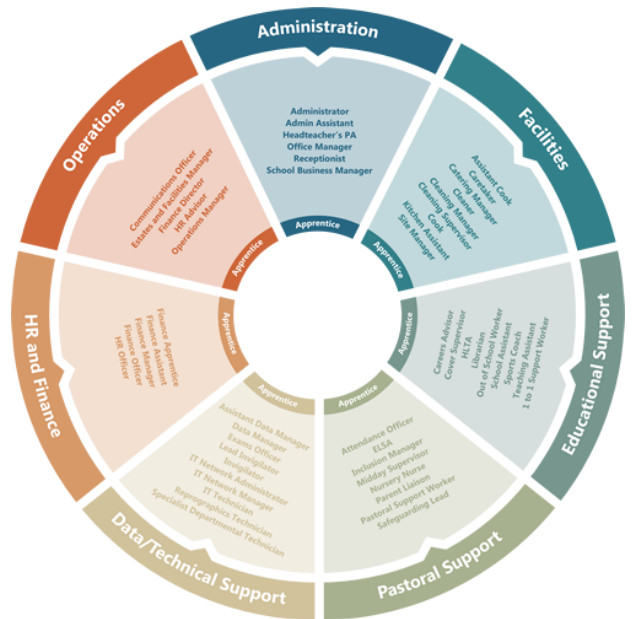 Administration
Administrator
Admin Assistant
Headteacher's PA
Office Manager
Receptionist
School Business Manager
Apprentice
Facilities
Assistant Cook
Caretaker
Catering Manager
Cleaner
Cleaning Manager
Cleaning Supervisor
Cook
Kitchen Assistant
Site Manager
Apprentice
Educational Support
Careers Advisor
Cover Supervisor
HLTA
Librarian
Out of School Worker
School Assistant
Sports Coach
Teaching Assistant
1 to 1 Support Worker
Apprentice
Pastoral Support
Attendance Officer
ELSA
Inclusion Manager
Midday Supervisor
Nursery Nurse
Parent Liaison
Pastoral Support Worker
Safeguarding Lead
Apprentice
Data/Technical Support
Assistant Data Manager
Data Manager
Exams Officer
Lead Invigilator
Invigilator
IT Network Administrator
IT Network Manager
IT Technician
Reprographics Technician
Specialist Departmental Technician
Apprentice
HR and Finance
Finance Apprentice
Finance Assistant
Finance Manager
Finance Officer
HR Officer
Apprentice
Operations
Communications Officer
Estates and Facilities Manager
Finance Director
HR Advisor
Operations Manager
Apprentice